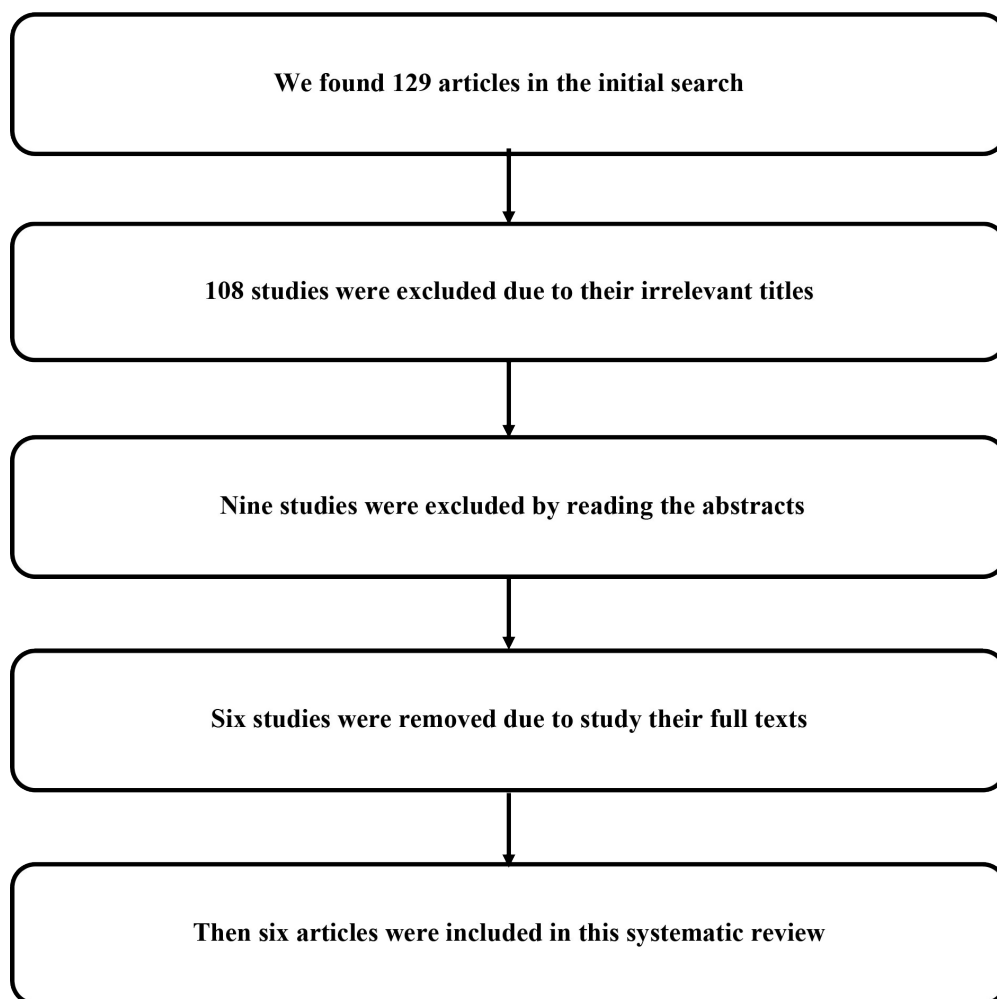 We found 129 articles in the initial search
108 studies were excluded due to their irrelevant titles
Nine studies were excluded by reading the abstracts
Six studies were removed due to study their full texts
Then six articles were included in this systematic review